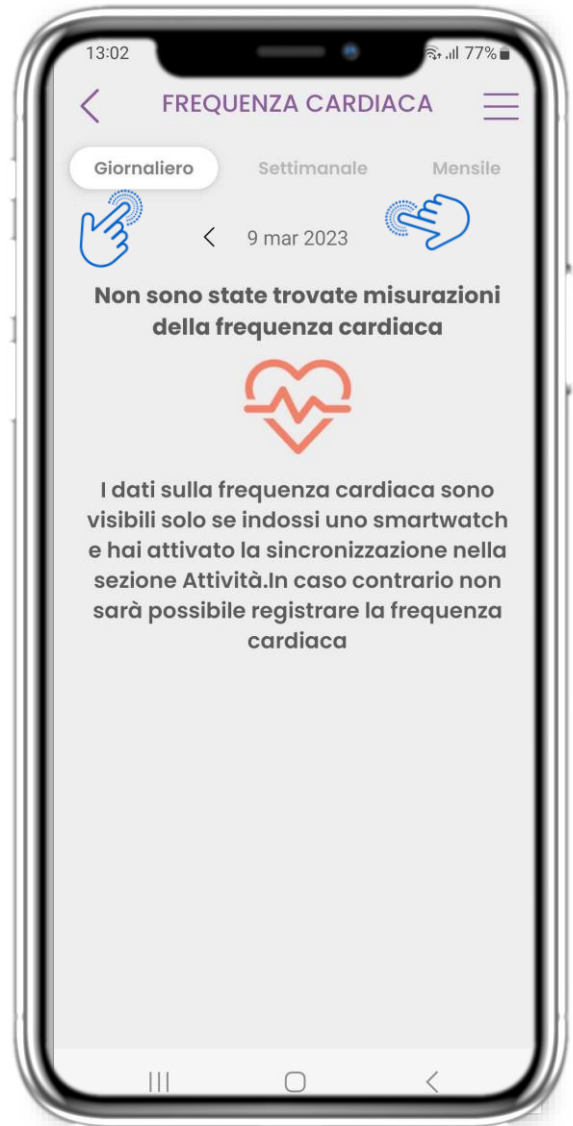 13:02 77%
FREQUENZA CARDIACA
Giornaliero Settimanale Mensile
9 mar 2023
Non sono state trovate misurazioni
della frequenza cardiaca
I dati sulla frequenza cardiaca sono
visibili solo se indossi uno smartwatch
e hai attivato la sincronizzazione nella
sezione Attività.In caso contrario non
sarà possibile registrare la frequenza
cardiaca